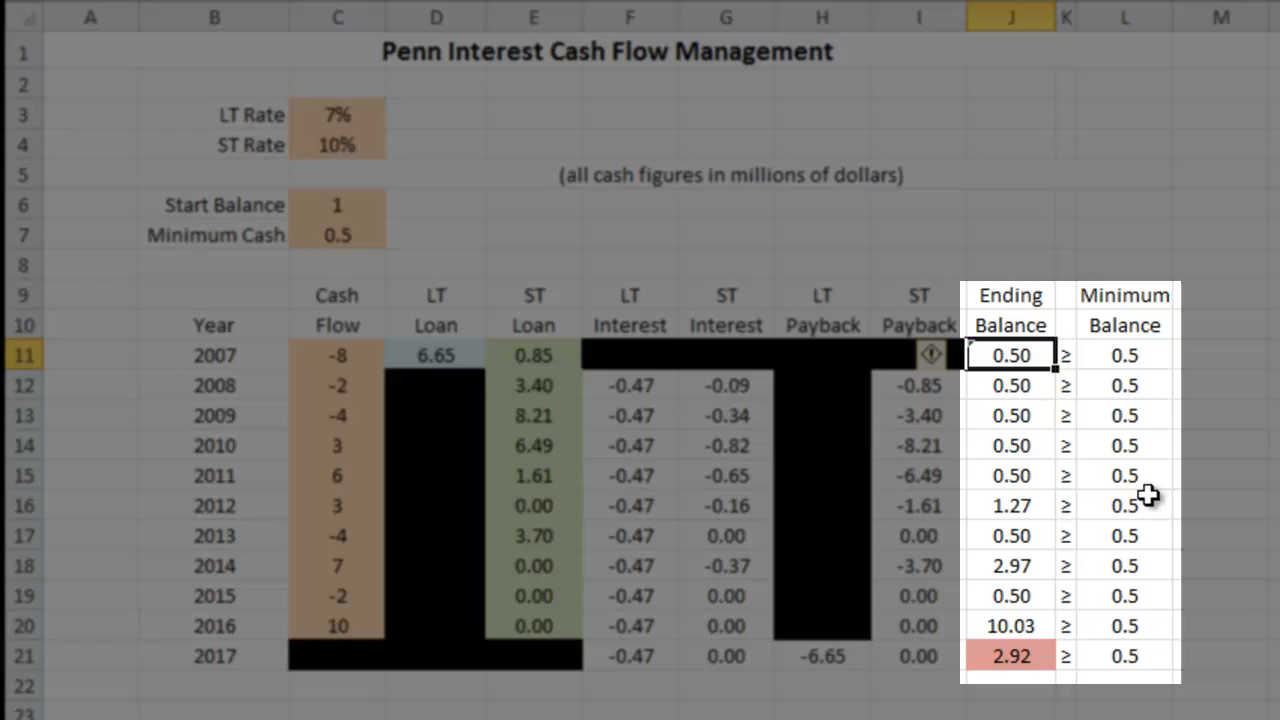 A B C D E F G H I J K L M
1 Penn Interest Cash Flow Management
2
3 LT Rate 7%
4 ST Rate 10%
5 (all cash figures in millions of dollars)
6 Start Balance 1
7 Minimum Cash 0.5
8
9 Cash LT ST LT ST LT ST Ending Minimum
10 Year Flow Loan Loan Interest Interest Payback Payback Balance Balance
11 2007 -8 6.65 0.85 0.50 ≥ 0.5
12 2008 -2 3.40 -0.47 -0.09 -0.85 0.50 ≥ 0.5
13 2009 -4 8.21 -0.47 -0.34 -3.40 0.50 ≥ 0.5
14 2010 3 6.49 -0.47 -0.82 -8.21 0.50 ≥ 0.5
15 2011 6 1.61 -0.47 -0.65 -6.49 0.50 ≥ 0.5
16 2012 3 0.00 -0.47 -0.16 -1.61 1.27 ≥ 0.5
17 2013 -4 3.70 -0.47 0.00 0.00 0.50 ≥ 0.5
18 2014 7 0.00 -0.47 -0.37 -3.70 2.97 ≥ 0.5
19 2015 -2 0.00 -0.47 0.00 0.00 0.50 ≥ 0.5
20 2016 10 0.00 -0.47 0.00 0.00 10.03 ≥ 0.5
21 2017 -0.47 0.00 -6.65 0.00 2.92 ≥ 0.5
22
23